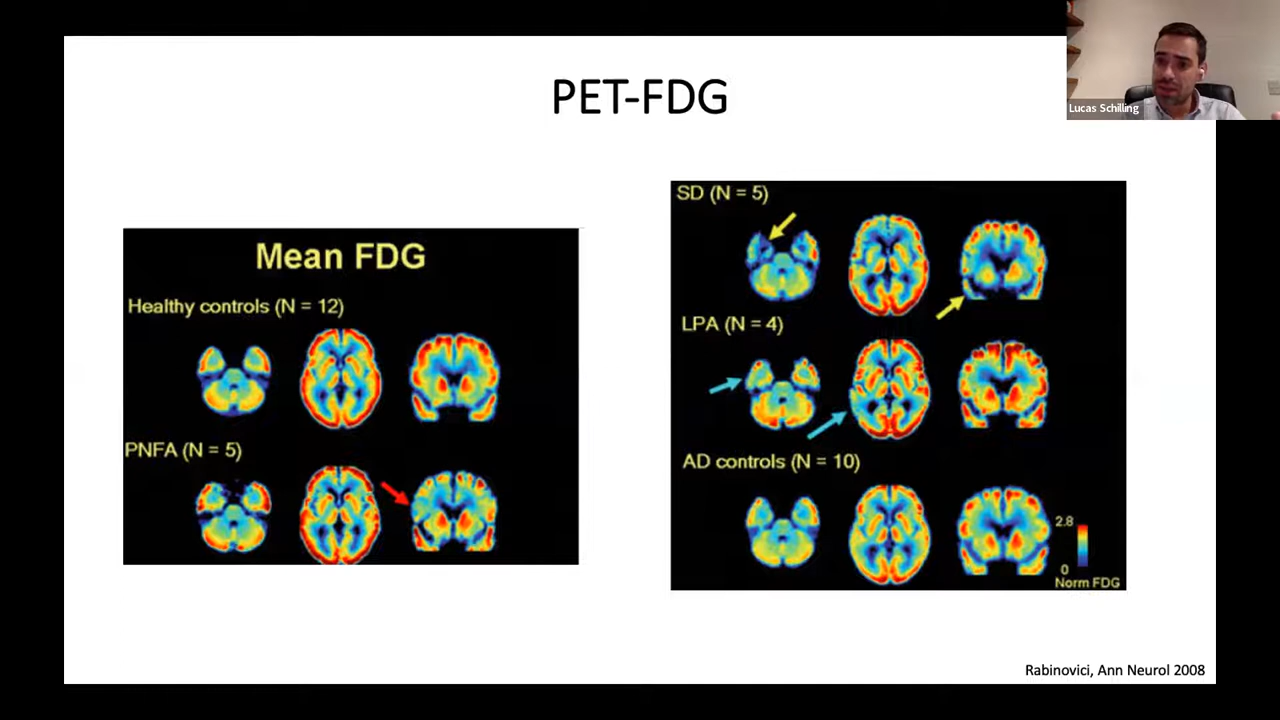 PET-FDG
Lucas Schilling
Mean FDG
Healthy controls (N = 12)
PNFA (N = 5)
SD (N = 5)
LPA (N = 4)
AD controls (N = 10)
2.8
0
Norm FDG
Rabinovici, Ann Neurol 2008